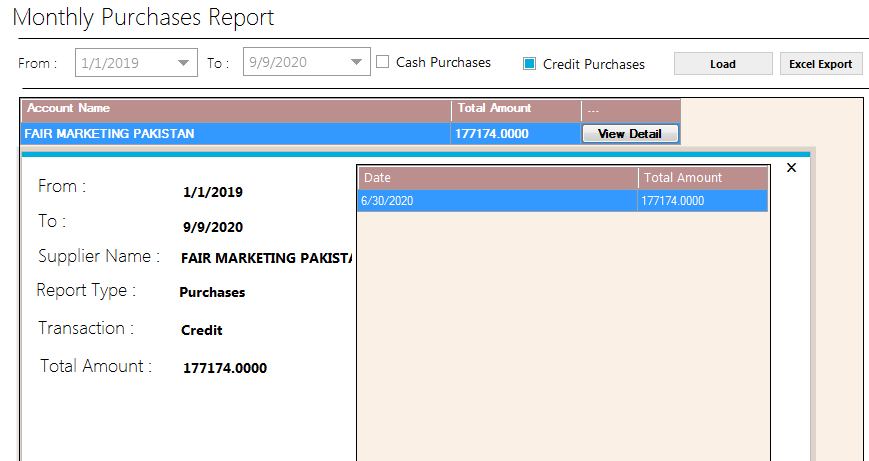 Monthly Purchases Report
From : 1/1/2019 To : 9/9/2020 Cash Purchases Credit Purchases Load Excel Export
Account Name Total Amount ...
FAIR MARKETING PAKISTAN 177174.0000 View Detail
X
From : 1/1/2019
To : 9/9/2020
Supplier Name : FAIR MARKETING PAKIST
Report Type : Purchases
Transaction : Credit
Total Amount : 177174.0000
Date Total Amount
6/30/2020 177174.0000